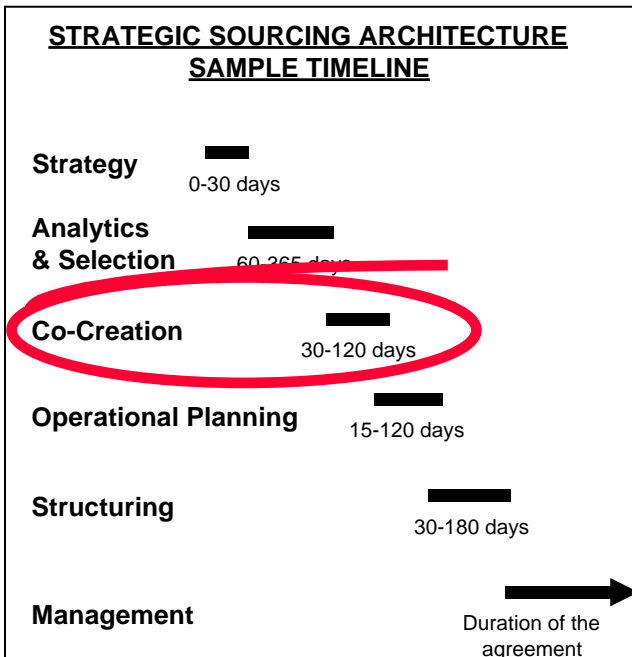 STRATEGIC SOURCING ARCHITECTURE
SAMPLE TIMELINE
Strategy
0-30 days
Analytics
& Selection
60-365 days
Co-Creation
30-120 days
Operational Planning
15-120 days
Structuring
30-180 days
Management
Duration of the
agreement